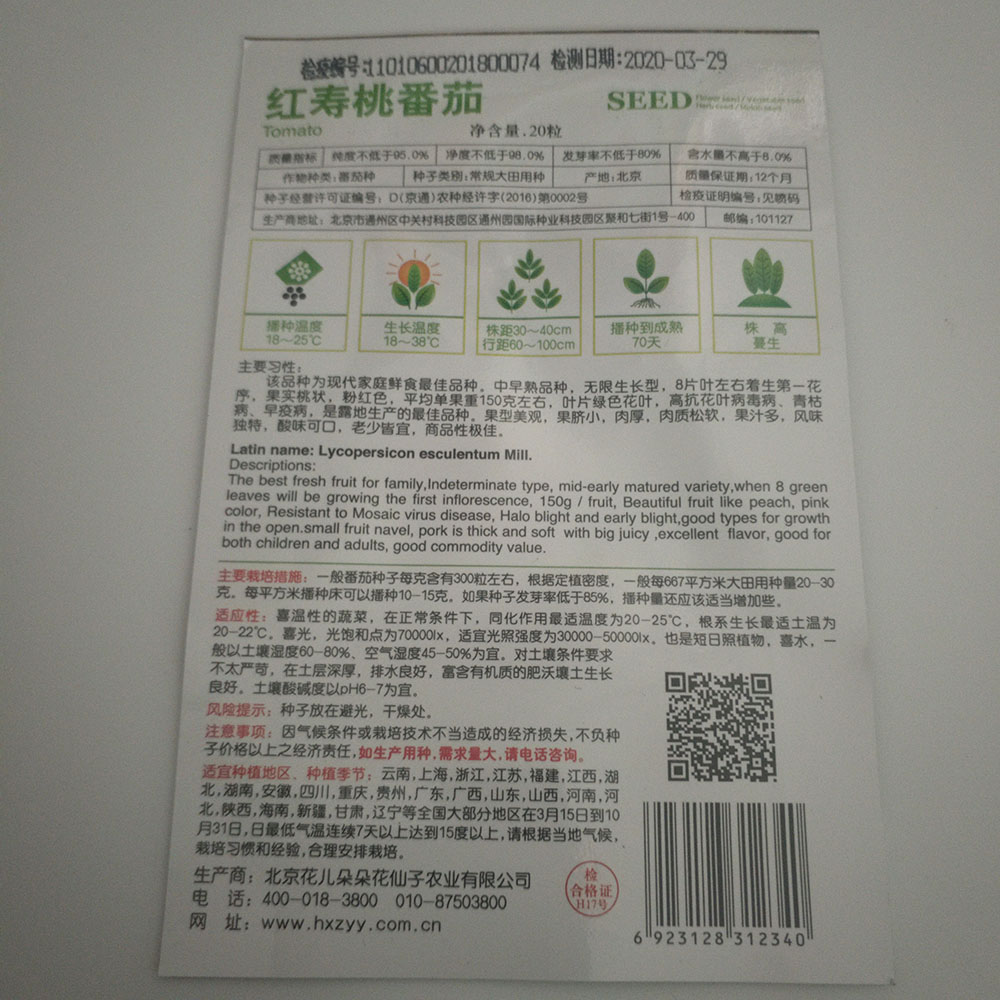 检疫编号:11010600201800074 检测日期:2020-03-29
红寿桃番茄
SEED
Flower seed / Vegetable seed
Tomato
净含量.20粒
质量指标 纯度不低于95.0% 净度不低于98.0% 发芽率不低于80% 含水量不高于8.0%
作物种类:番茄种 种子类别:常规大田用种 产地:北京 质量保证期:12个月
种子经营许可证编号: D(京通)农种经许字(2016)第0002号 检疫证明编号:见喷码
生产商地址: 北京市通州区中关村科技园区通州园国际种业科技园区聚和七街1号-400 邮编:101127
播种温度 生长温度 株距30~40cm 播种到成熟 株 高
18~25℃ 18~38℃ 行距60~100cm 70天 蔓生
主要习性:
该品种为现代家庭鲜食最佳品种。中早熟品种，无限生长型，8片叶左右着生第一花
序，果实桃状，粉红色，平均单果重150克左右，叶片绿色花叶，高抗花叶病毒病、青枯
病、早疫病，是露地生产的最佳品种。果型美观，果脐小，肉厚，肉质松软，果汁多，风味
独特，酸味可口，老少皆宜，商品性极佳。
Latin name: Lycopersicon esculentum Mill.
Descriptions:
The best fresh fruit for family,Indeterminate type, mid-early matured variety,when 8 green
leaves will be growing the first inflorescence, 150g / fruit, Beautiful fruit like peach, pink
color, Resistant to Mosaic virus disease, Halo blight and early blight,good types for growth
in the open.small fruit navel, pork is thick and soft with big juicy ,excellent flavor, good for
both children and adults, good commodity value.
主要栽培措施：一般番茄种子每克含有300粒左右，根据定植密度，一般每667平方米大田用种量20-30
克。每平方米播种床可以播种10-15克。如果种子发芽率低于85%，播种量还应该适当增加些。
适应性：喜温性的蔬菜，在正常条件下，同化作用最适温度为20-25℃，根系生长最适土温为
20-22℃。喜光，光饱和点为70000lx，适宜光照强度为30000-50000lx。也是短日照植物，喜水，一
般以土壤湿度60-80%、空气湿度45-50%为宜。对土壤条件要求
不太严苛，在土层深厚，排水良好，富含有机质的肥沃壤土生长
良好。土壤酸碱度以pH6-7为宜。
风险提示：种子放在避光，干燥处。
注意事项：因气候条件或栽培技术不当造成的经济损失,不负种
子价格以上之经济责任,如生产用种,需求量大,请电话咨询。
适宜种植地区、种植季节：云南,上海,浙江,江苏,福建,江西,湖
北,湖南,安徽,四川,重庆,贵州,广东,广西,山东,山西,河南,河
北,陕西,海南,新疆,甘肃,辽宁等全国大部分地区在3月15日到10
月31日,日最低气温连续7天以上达到15度以上,请根据当地气候,
栽培习惯和经验,合理安排栽培。
生产商：北京花儿朵朵花仙子农业有限公司
电 话：400-018-3800 010-87503800
网 址：www.hxzyy.com.cn
检
合格证
H17号
6 923128 312340